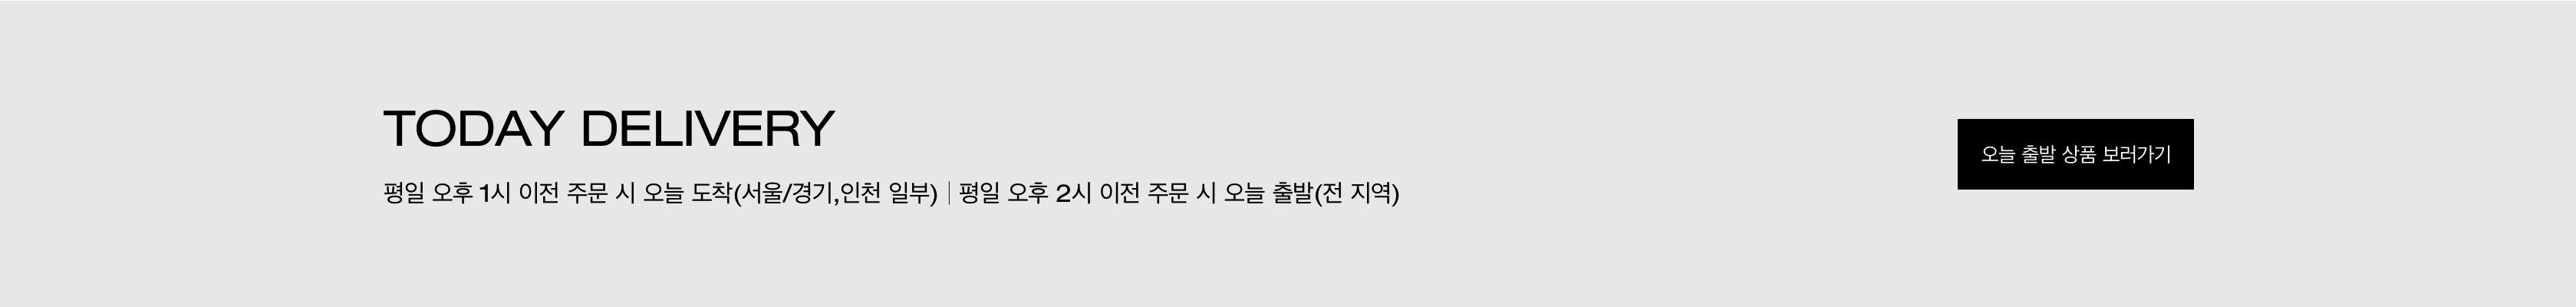 TODAY DELIVERY
평일 오후 1시 이전 주문 시 오늘 도착(서울/경기,인천 일부) | 평일 오후 2시 이전 주문 시 오늘 출발(전 지역)
오늘 출발 상품 보러가기